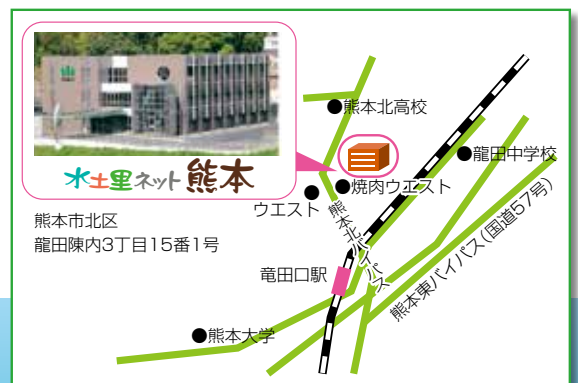 水土里ネット熊本
熊本市北区
龍田陳内3丁目15番1号
●熊本北高校
●龍田中学校
●焼肉ウエスト
●
ウエスト
熊本北バイパス
熊本東バイパス(国道57号)
竜田口駅
●熊本大学